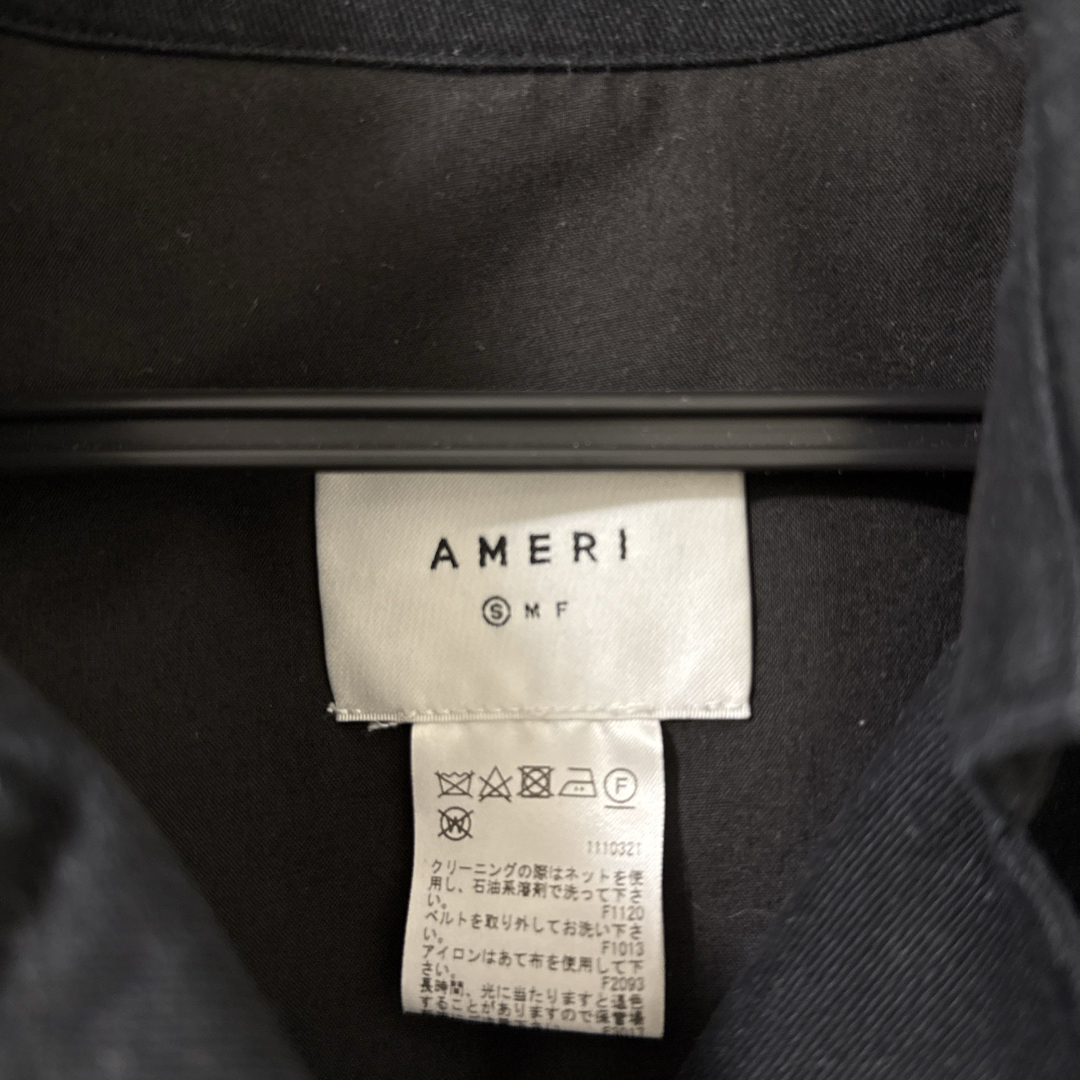 AMERI
Ⓢ M F
F
W
1110321
クリーニングの際はネットを使
用し、石油系溶剤で洗って下さ
い。
F1120
ベルトを取り外してお洗い下さ
い。
F1013
アイロンはあて布を使用して下
さい。
F2093
長時間、光に当たりますと退色
することがありますので保管場